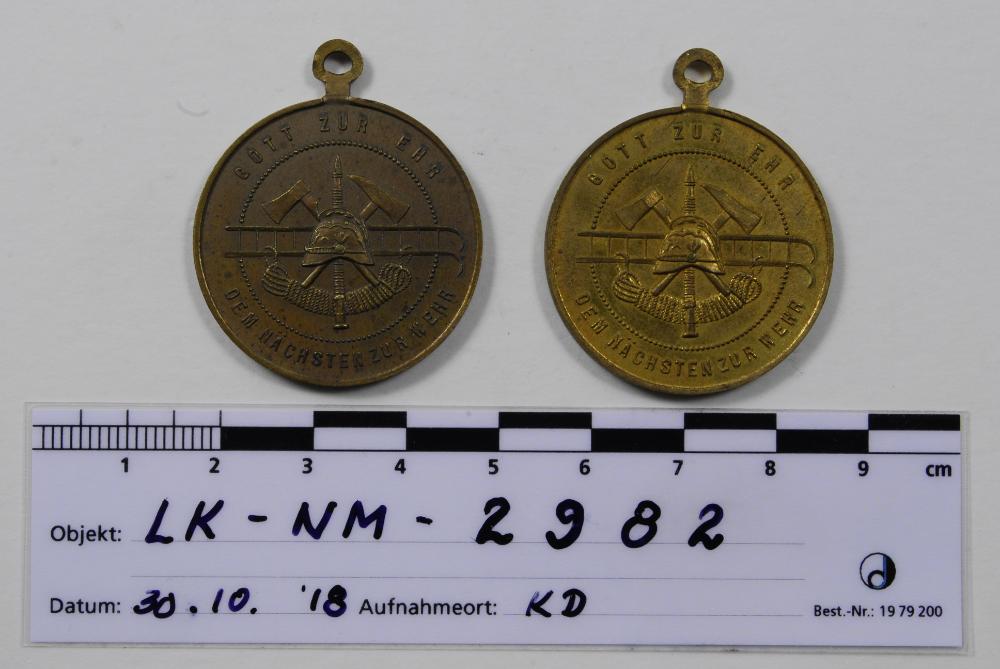 GOTT ZUR EHR
DEM NÄCHSTEN ZUR WEHR
GOTT ZUR EHR
DEM NÄCHSTEN ZUR WEHR
1 2 3 4 5 6 7 8 9 cm
Objekt: LK - NM - 2982
Datum: 30.10. '18 Aufnahmeort: KD
Best.-Nr.: 19 79 200